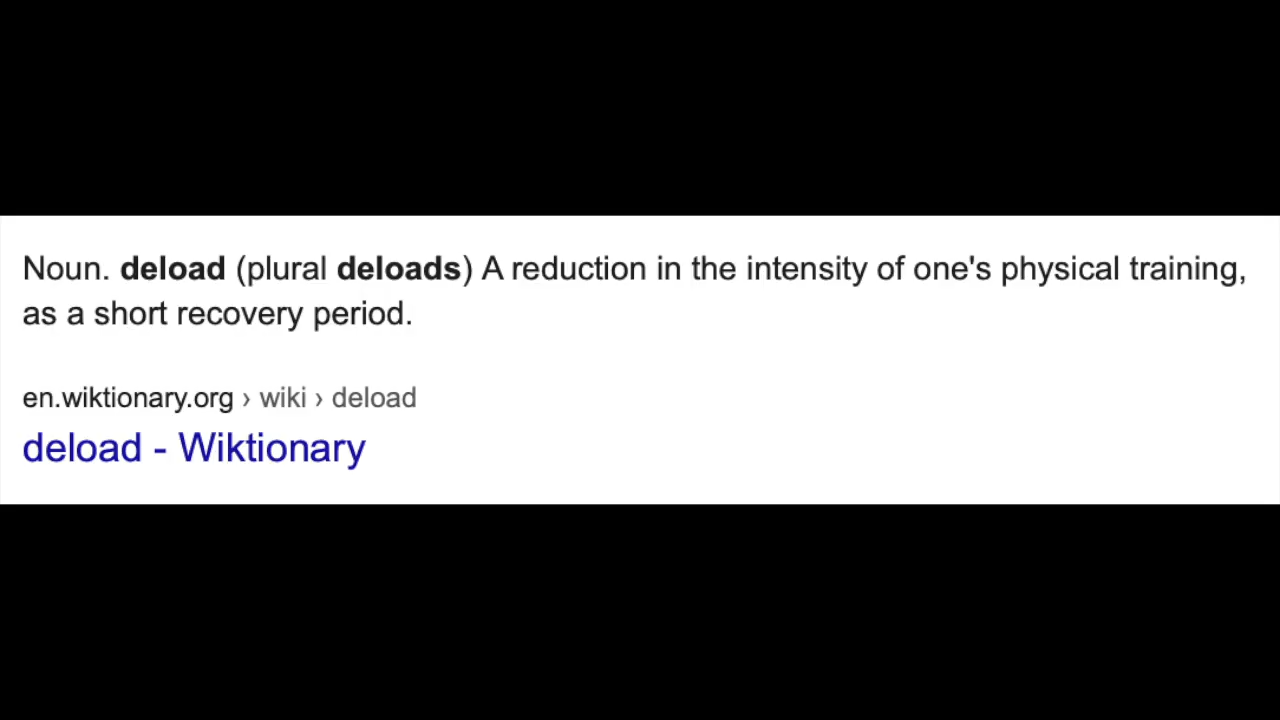 Noun. deload (plural deloads) A reduction in the intensity of one's physical training,
as a short recovery period.
en.wiktionary.org › wiki › deload
deload - Wiktionary